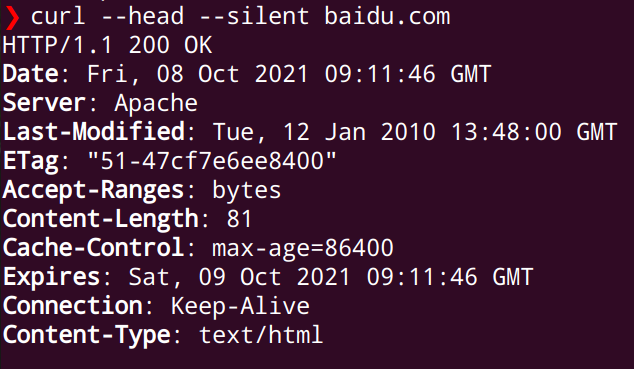 ❯ curl --head --silent baidu.com
HTTP/1.1 200 OK
Date: Fri, 08 Oct 2021 09:11:46 GMT
Server: Apache
Last-Modified: Tue, 12 Jan 2010 13:48:00 GMT
ETag: "51-47cf7e6ee8400"
Accept-Ranges: bytes
Content-Length: 81
Cache-Control: max-age=86400
Expires: Sat, 09 Oct 2021 09:11:46 GMT
Connection: Keep-Alive
Content-Type: text/html